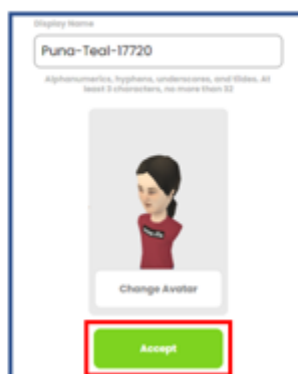 Display Name
Puna-Teal-17720
Alphanumerics, hyphens, underscores, and tildes. At
least 3 characters, no more than 32
Change Avatar
Accept